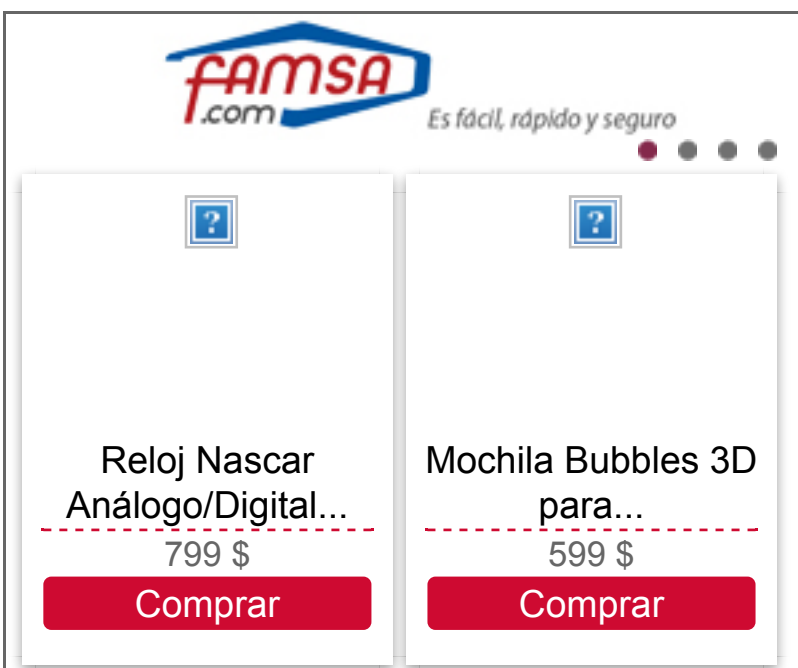 FAMSA
.com
Es fácil, rápido y seguro
?
?
Reloj Nascar
Análogo/Digital...
799 $
Comprar
Mochila Bubbles 3D
para...
599 $
Comprar